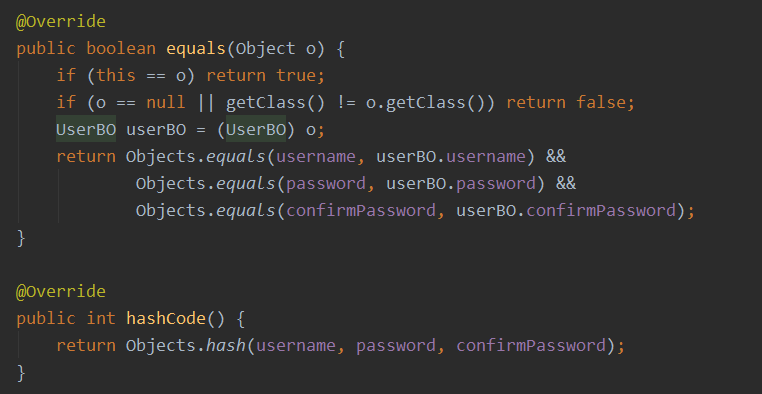 @Override
public boolean equals(Object o) {
    if (this == o) return true;
    if (o == null || getClass() != o.getClass()) return false;
    UserBO userBO = (UserBO) o;
    return Objects.equals(username, userBO.username) &&
            Objects.equals(password, userBO.password) &&
            Objects.equals(confirmPassword, userBO.confirmPassword);
}
@Override
public int hashCode() {
    return Objects.hash(username, password, confirmPassword);
}